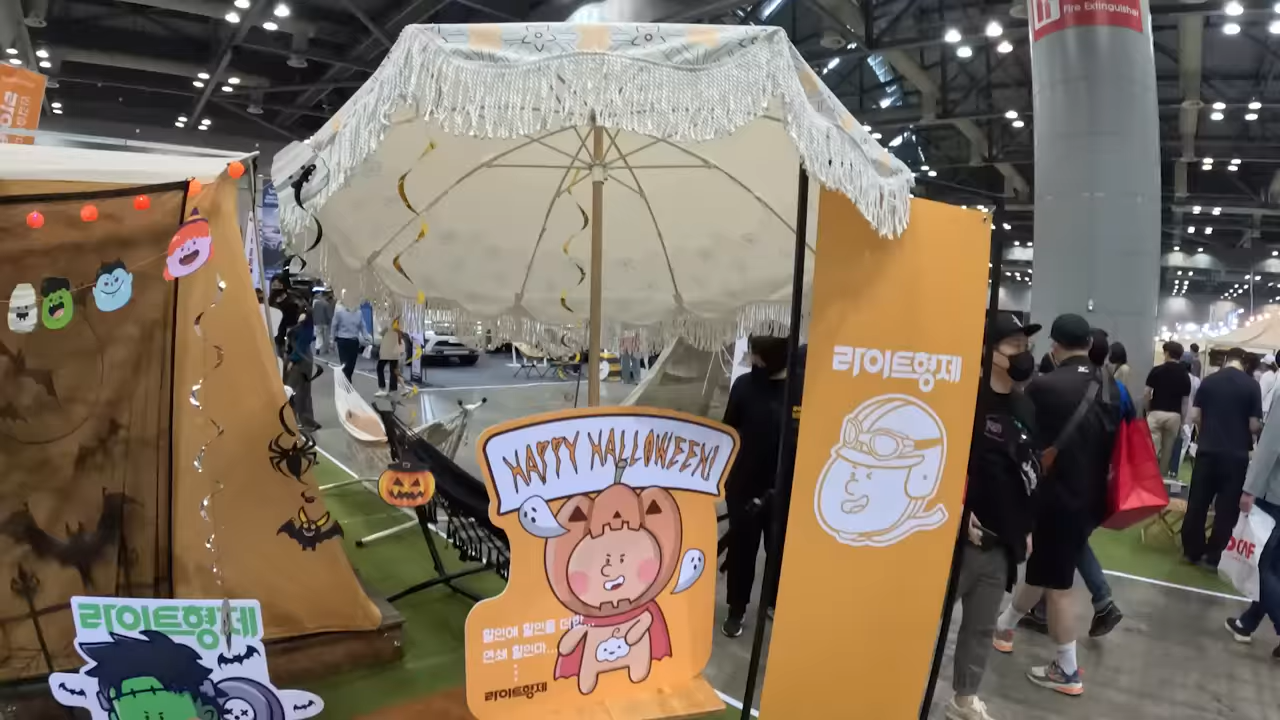 Fire Extinguisher
라이트형제
HAPPY HALLOWEEN!
할인에 할인를 더한...
연쇄 할인마...
라이트형제
라이트형제